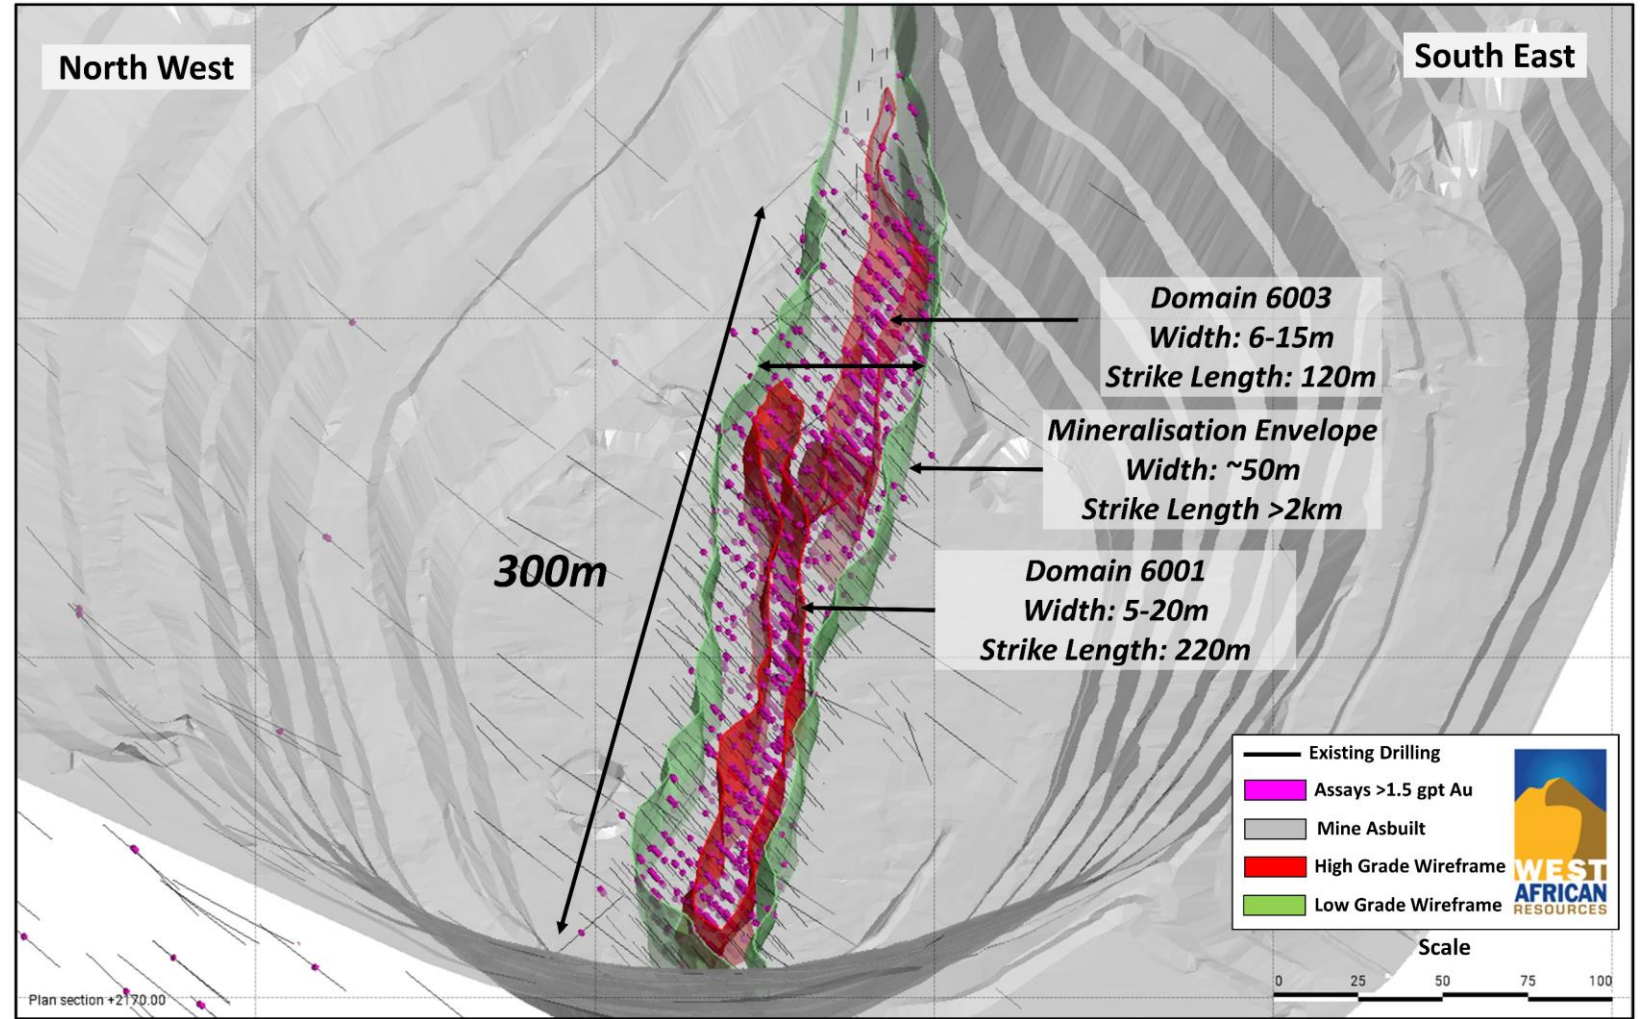 North West
South East
Domain 6003
Width: 6-15m
Strike Length: 120m
Mineralisation Envelope
Width: ~50m
Strike Length >2km
300m
Domain 6001
Width: 5-20m
Strike Length: 220m
Existing Drilling
Assays >1.5 gpt Au
Mine Asbuilt
High Grade Wireframe
Low Grade Wireframe
WEST
AFRICAN
RESOURCES
Scale
0 25 50 75 100
Plan section +2170.00